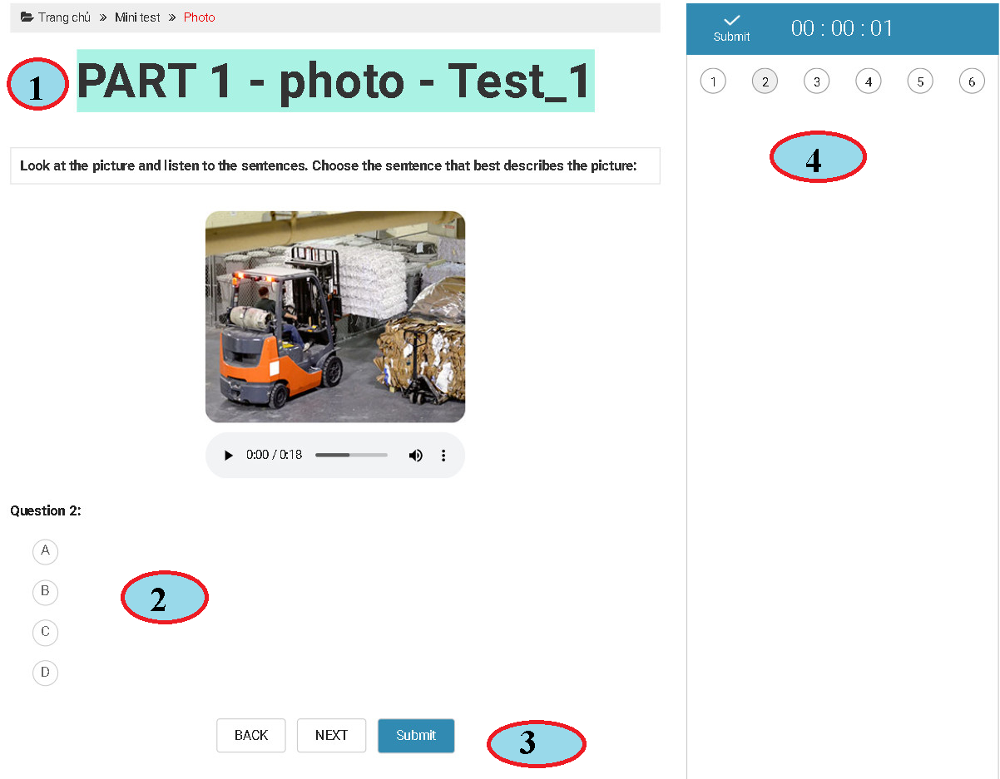 Trang chủ » Mini test » Photo
1
PART 1 - photo - Test_1
Look at the picture and listen to the sentences. Choose the sentence that best describes the picture:
0:00 / 0:18
Question 2:
A
B
2
C
D
BACK NEXT Submit
3
Submit 00 : 00 : 01
1 2 3 4 5 6
4